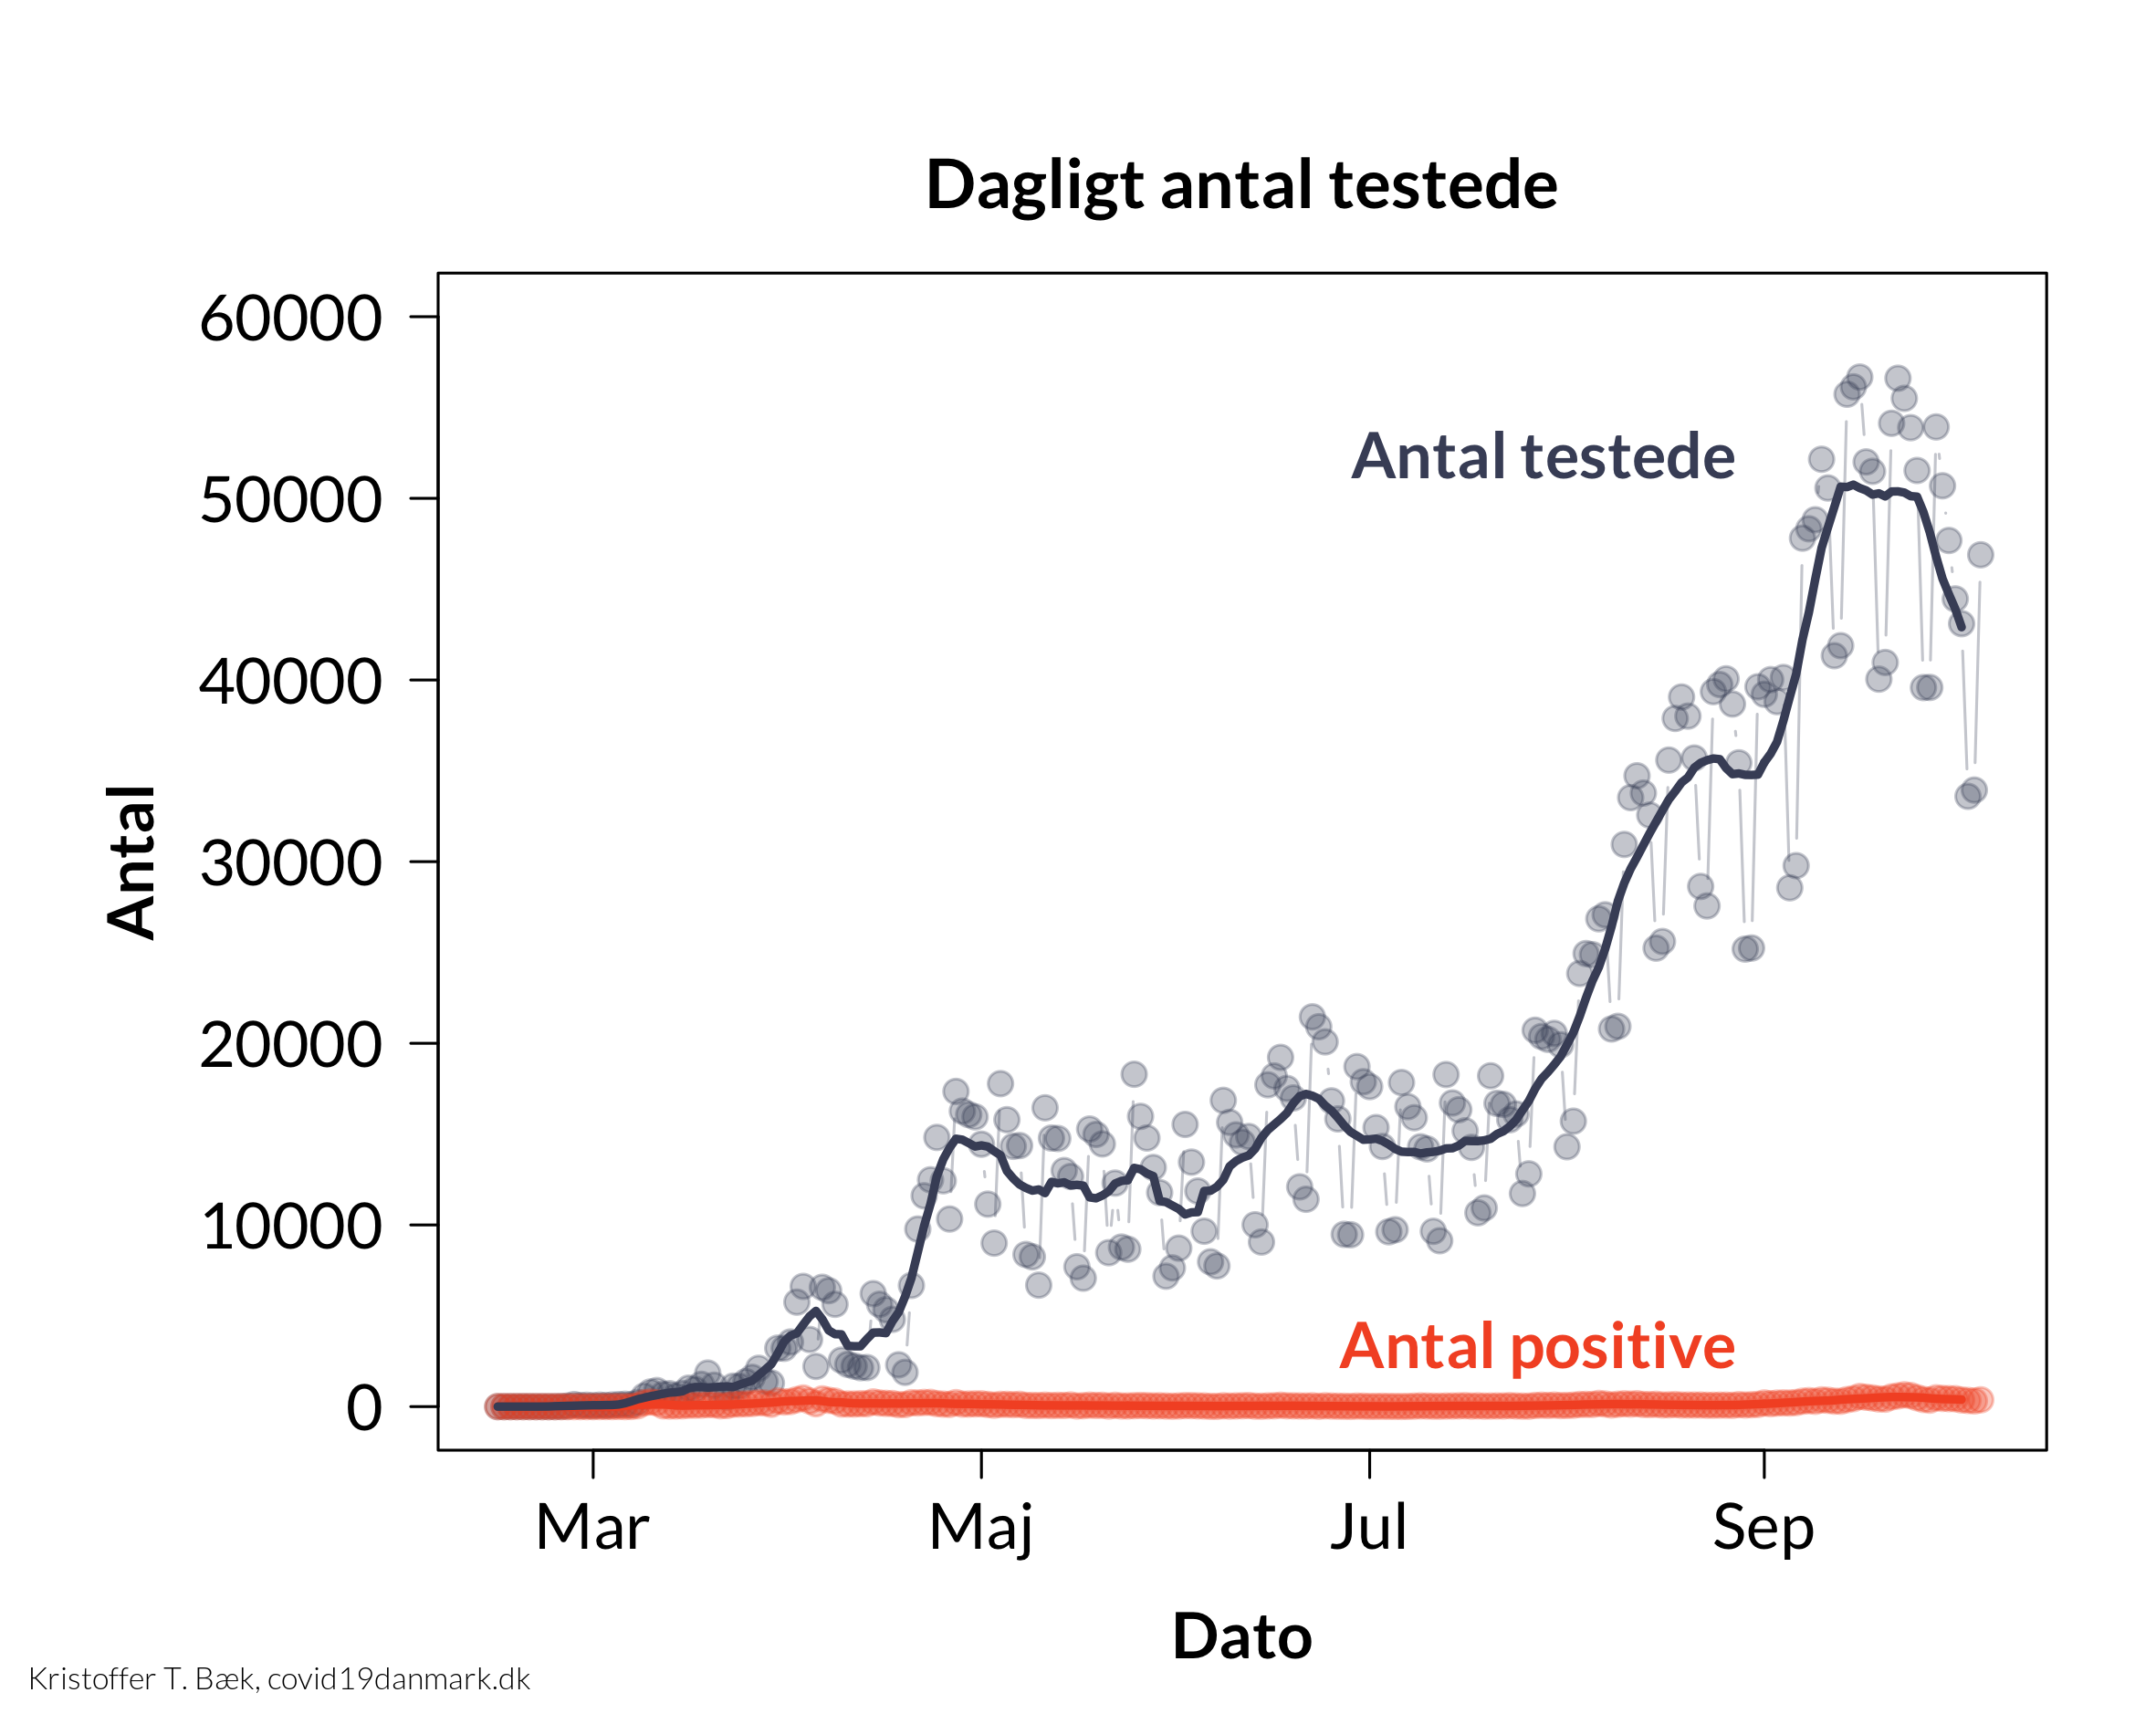 Dagligt antal testede
60000
50000
40000
30000
20000
10000
0
Antal
Antal testede
Antal positive
Mar
Maj
Jul
Sep
Dato
Kristoffer T. Bæk, covid19danmark.dk